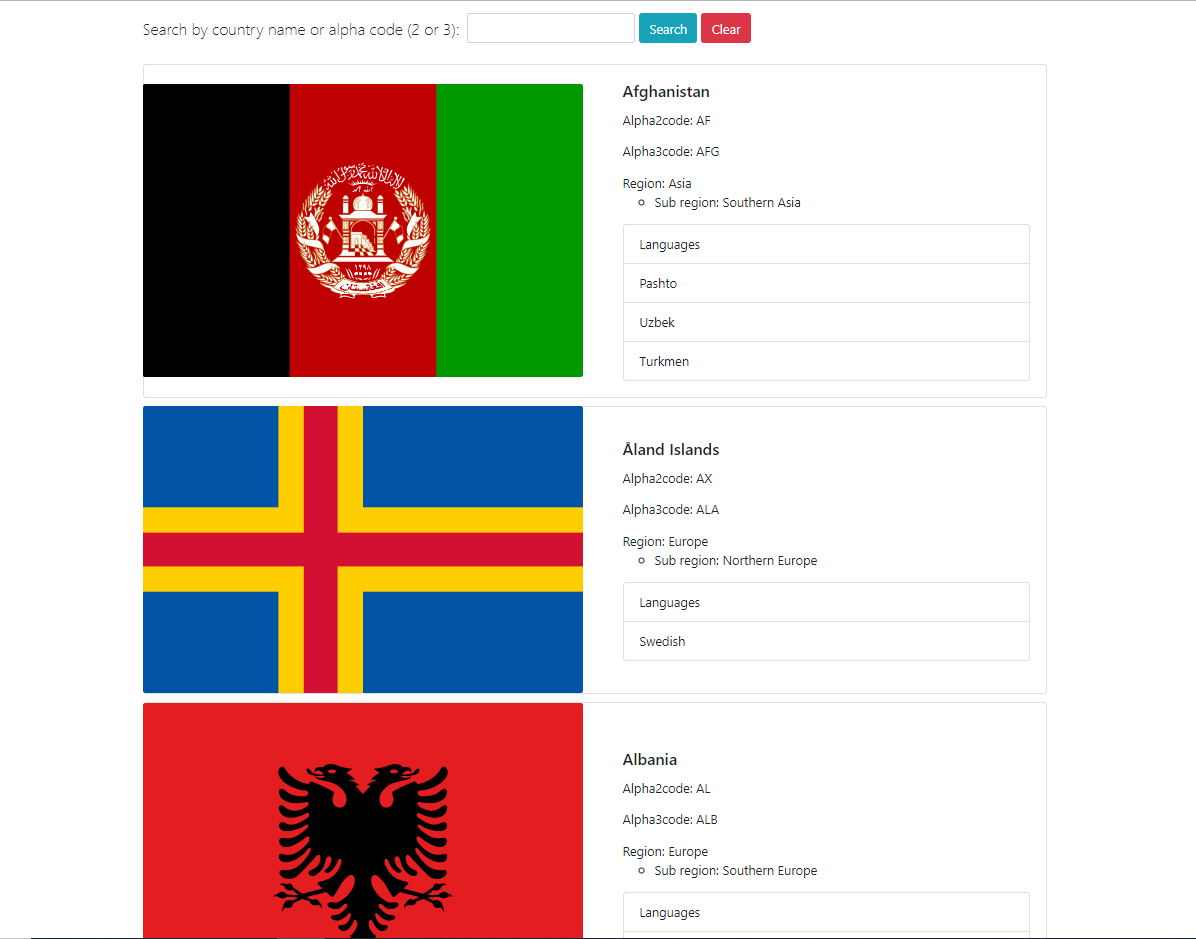 Search by country name or alpha code (2 or 3):
Search
Clear
Afghanistan
Alpha2code: AF
Alpha3code: AFG
Region: Asia
Sub region: Southern Asia
Languages
Pashto
Uzbek
Turkmen
Åland Islands
Alpha2code: AX
Alpha3code: ALA
Region: Europe
Sub region: Northern Europe
Languages
Swedish
Albania
Alpha2code: AL
Alpha3code: ALB
Region: Europe
Sub region: Southern Europe
Languages